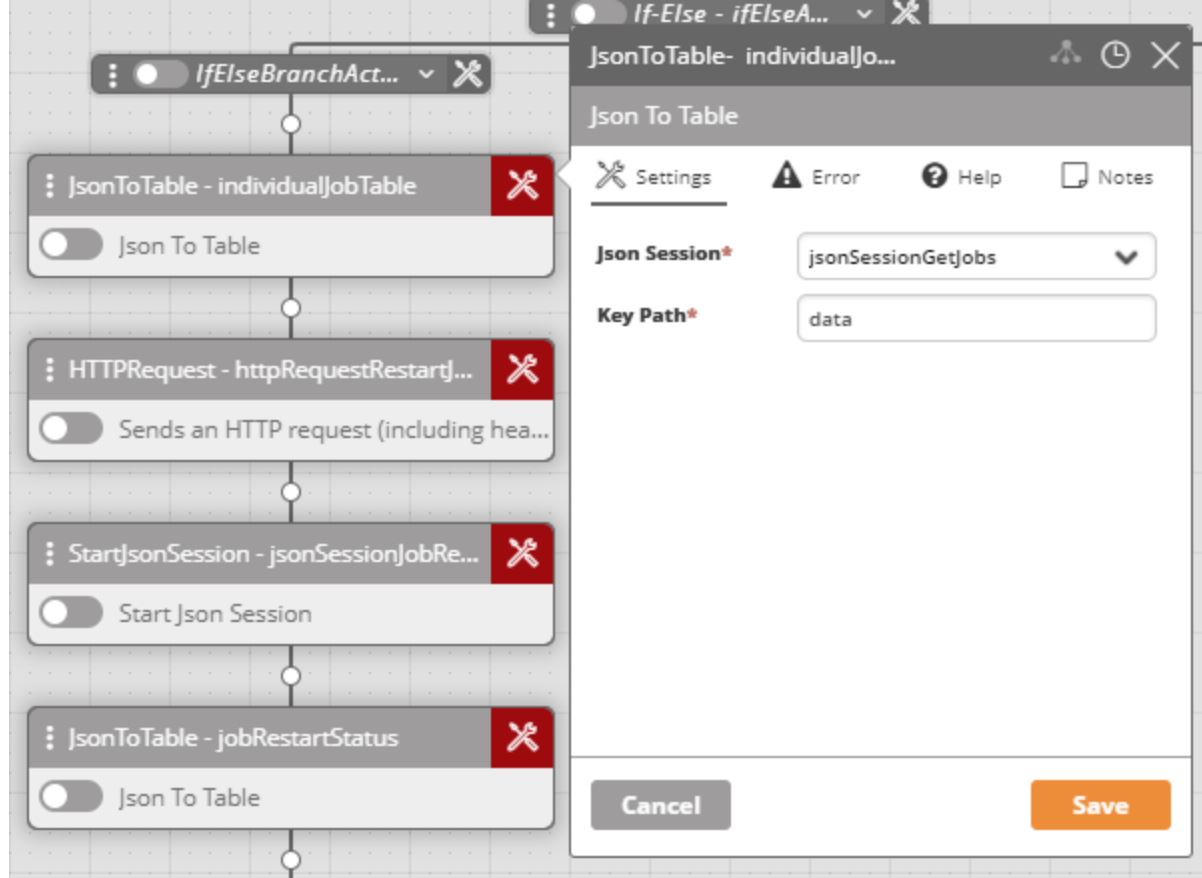 If-Else - ifElseA...
IfElseBranchAct...
JsonToTable - individualJobTable
Json To Table
HTTPRequest - httpRequestRestartJ...
Sends an HTTP request (including hea...
StartJsonSession - jsonSessionJobRe...
Start Json Session
JsonToTable - jobRestartStatus
Json To Table
JsonToTable- individualJo...
Json To Table
Settings Error Help Notes
Json Session* jsonSessionGetJobs
Key Path* data
Cancel Save